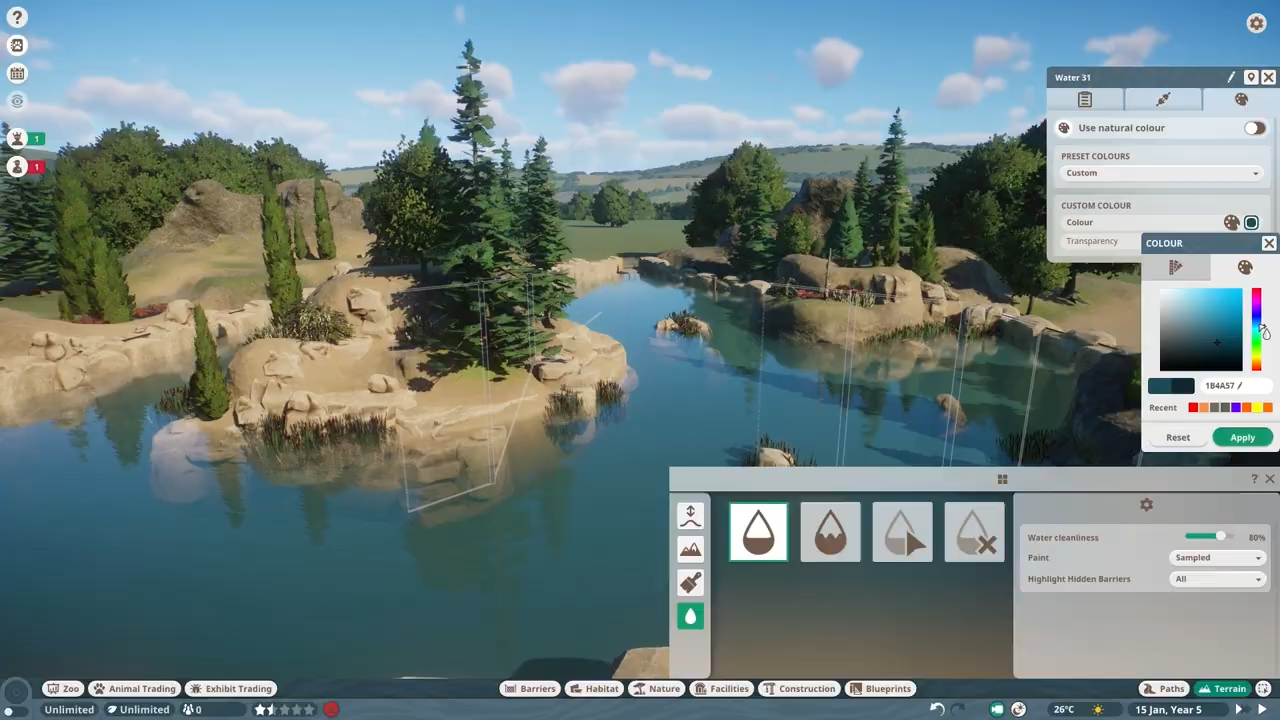 ?
1
1
Water 31
Use natural colour
PRESET COLOURS
Custom
CUSTOM COLOUR
Colour
Transparency
COLOUR
1B4A57
Recent
Reset
Apply
?
Water cleanliness
80%
Paint
Sampled
Highlight Hidden Barriers
All
Zoo
Animal Trading
Exhibit Trading
Barriers
Habitat
Nature
Facilities
Construction
Blueprints
Paths
Terrain
Unlimited
Unlimited
0
26°C
15 Jan, Year 5